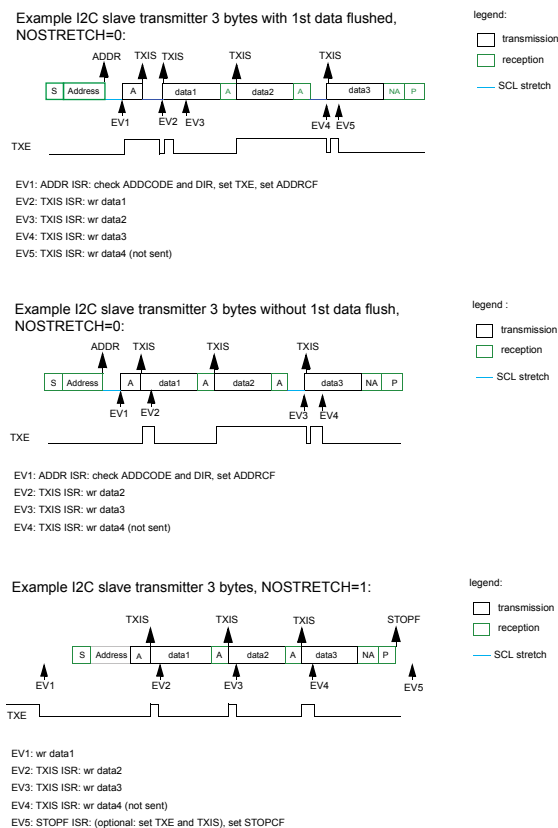 Example I2C slave transmitter 3 bytes with 1st data flushed,
NOSTRETCH=0:
legend:
transmission
reception
SCL stretch
ADDR TXIS TXIS TXIS TXIS
S Address A data1 A data2 A data3 NA P
EV1 EV2 EV3 EV4 EV5
TXE
EV1: ADDR ISR: check ADDCODE and DIR, set TXE, set ADDRCF
EV2: TXIS ISR: wr data1
EV3: TXIS ISR: wr data2
EV4: TXIS ISR: wr data3
EV5: TXIS ISR: wr data4 (not sent)
Example I2C slave transmitter 3 bytes without 1st data flush,
NOSTRETCH=0:
legend :
transmission
reception
SCL stretch
ADDR TXIS TXIS TXIS
S Address A data1 A data2 A data3 NA P
EV1 EV2 EV3 EV4
TXE
EV1: ADDR ISR: check ADDCODE and DIR, set ADDRCF
EV2: TXIS ISR: wr data2
EV3: TXIS ISR: wr data3
EV4: TXIS ISR: wr data4 (not sent)
Example I2C slave transmitter 3 bytes, NOSTRETCH=1:
legend:
transmission
reception
SCL stretch
TXIS TXIS TXIS STOPF
S Address A data1 A data2 A data3 NA P
EV1 EV2 EV3 EV4 EV5
TXE
EV1: wr data1
EV2: TXIS ISR: wr data2
EV3: TXIS ISR: wr data3
EV4: TXIS ISR: wr data4 (not sent)
EV5: STOPF ISR: (optional: set TXE and TXIS), set STOPCF